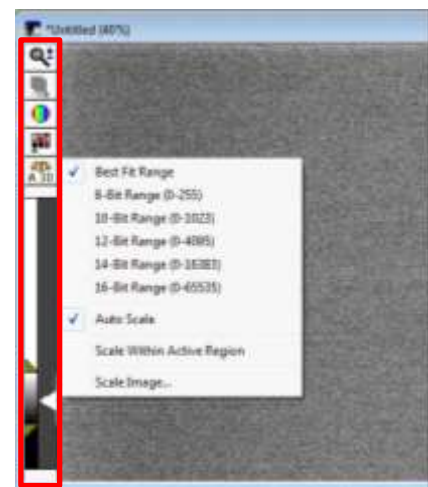 *Untitled (40%)
Best Fit Range
8-Bit Range (0-255)
10-Bit Range (0-1023)
12-Bit Range (0-4095)
14-Bit Range (0-16383)
16-Bit Range (0-65535)
Auto Scale
Scale Within Active Region
Scale Image...